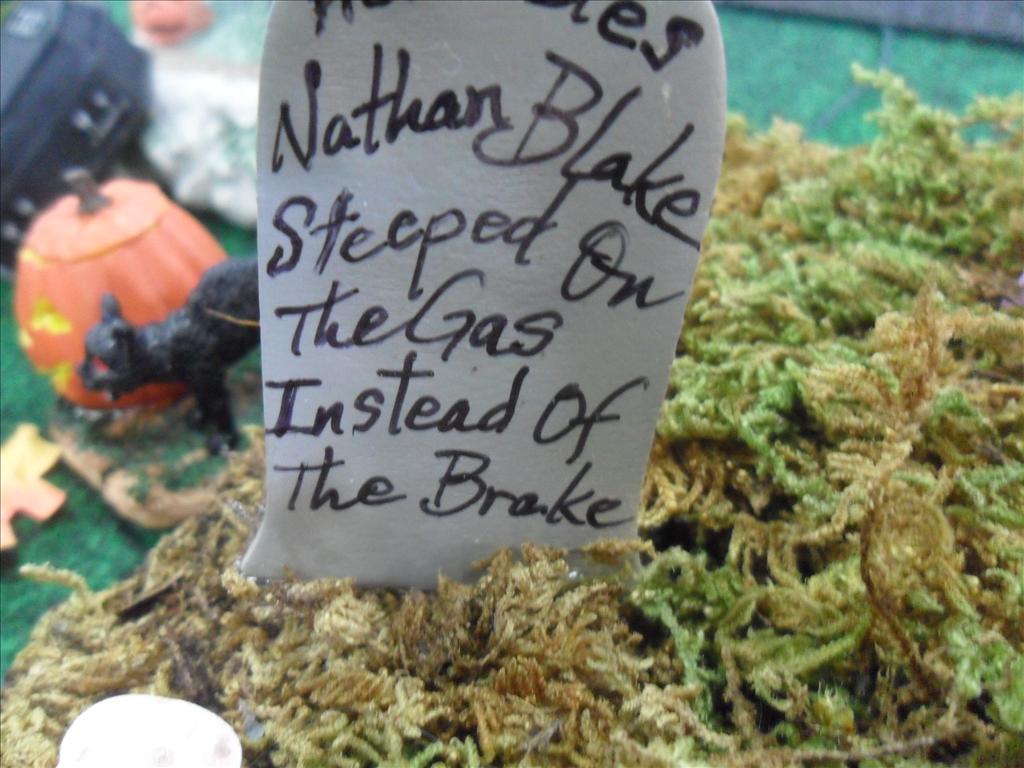 Nathan Blake
Steeped On
The Gas
Instead Of
The Brake